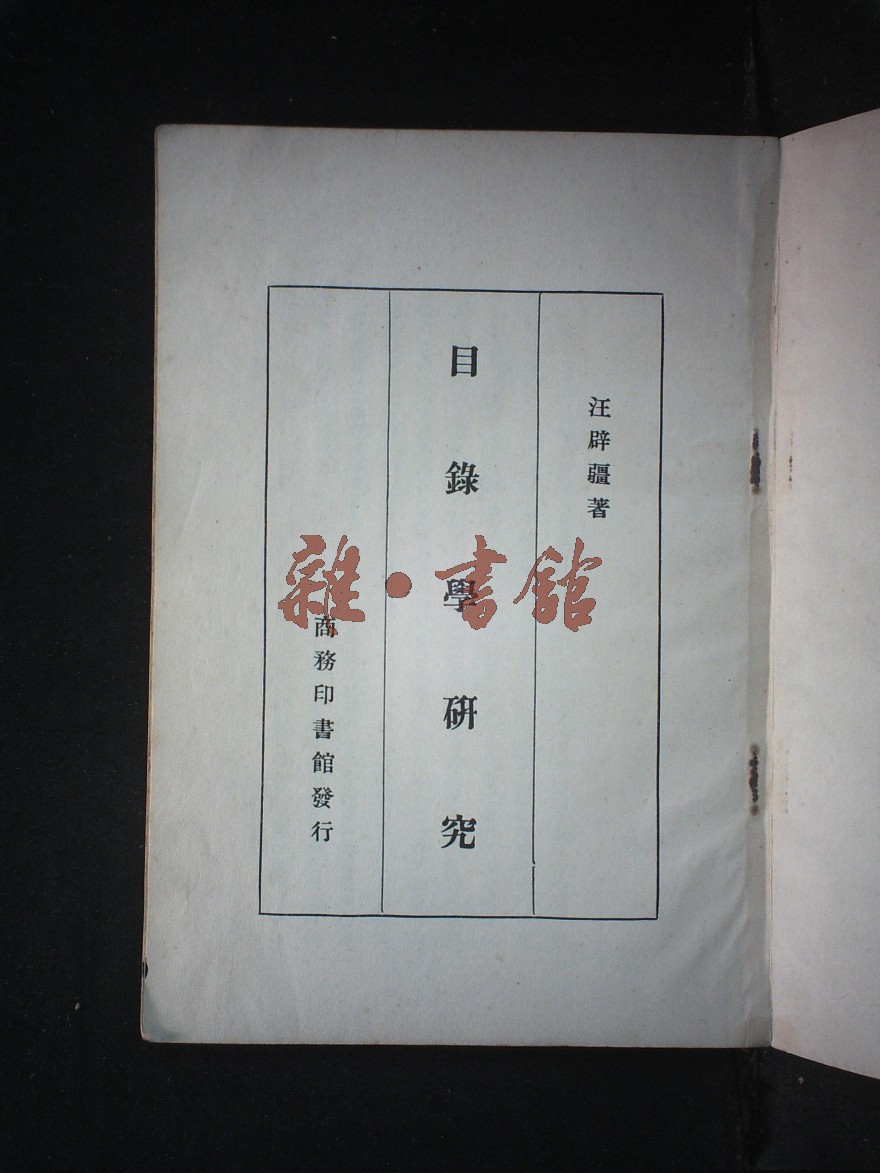 汪辟疆著
目錄學研究
商務印書館發行
雜·書館